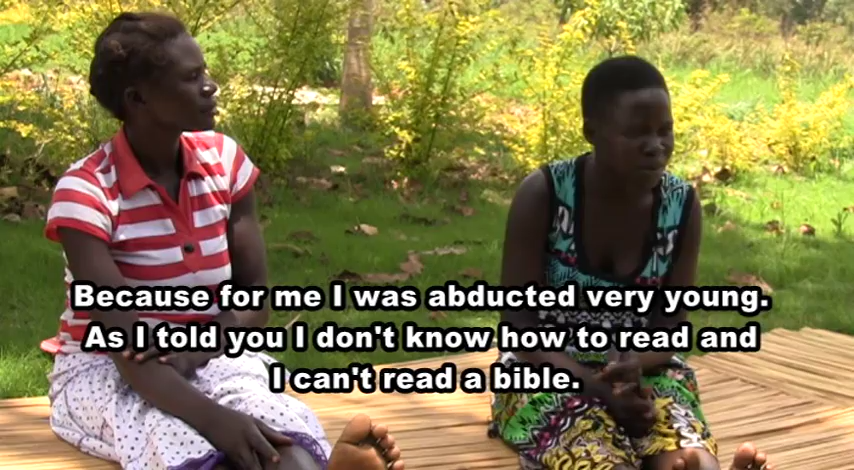 Because for me I was abducted very young.
As I told you I don't know how to read and
I can't read a bible.